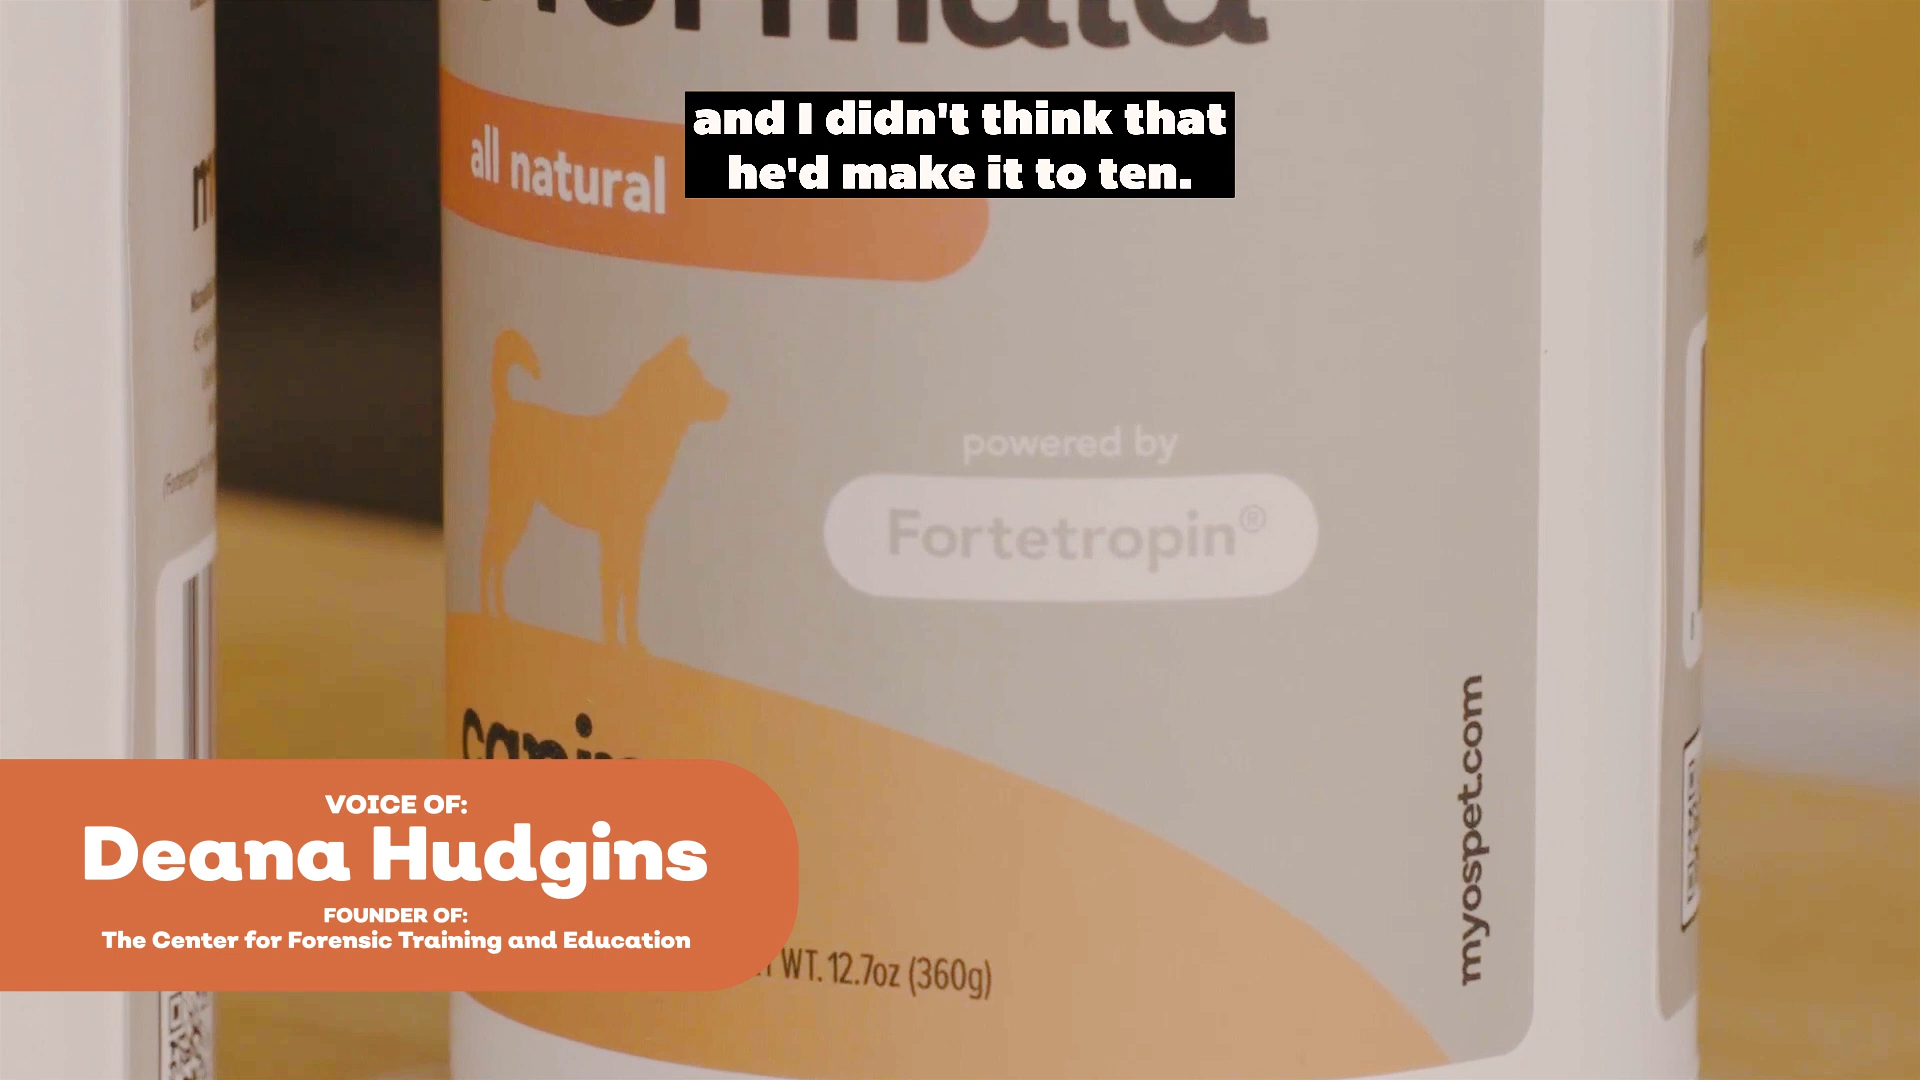 and I didn't think that
he'd make it to ten.
all natural
powered by
Fortetropin®
myospet.com
VOICE OF:
Deana Hudgins
FOUNDER OF:
The Center for Forensic Training and Education
WT. 12.7oz (360g)